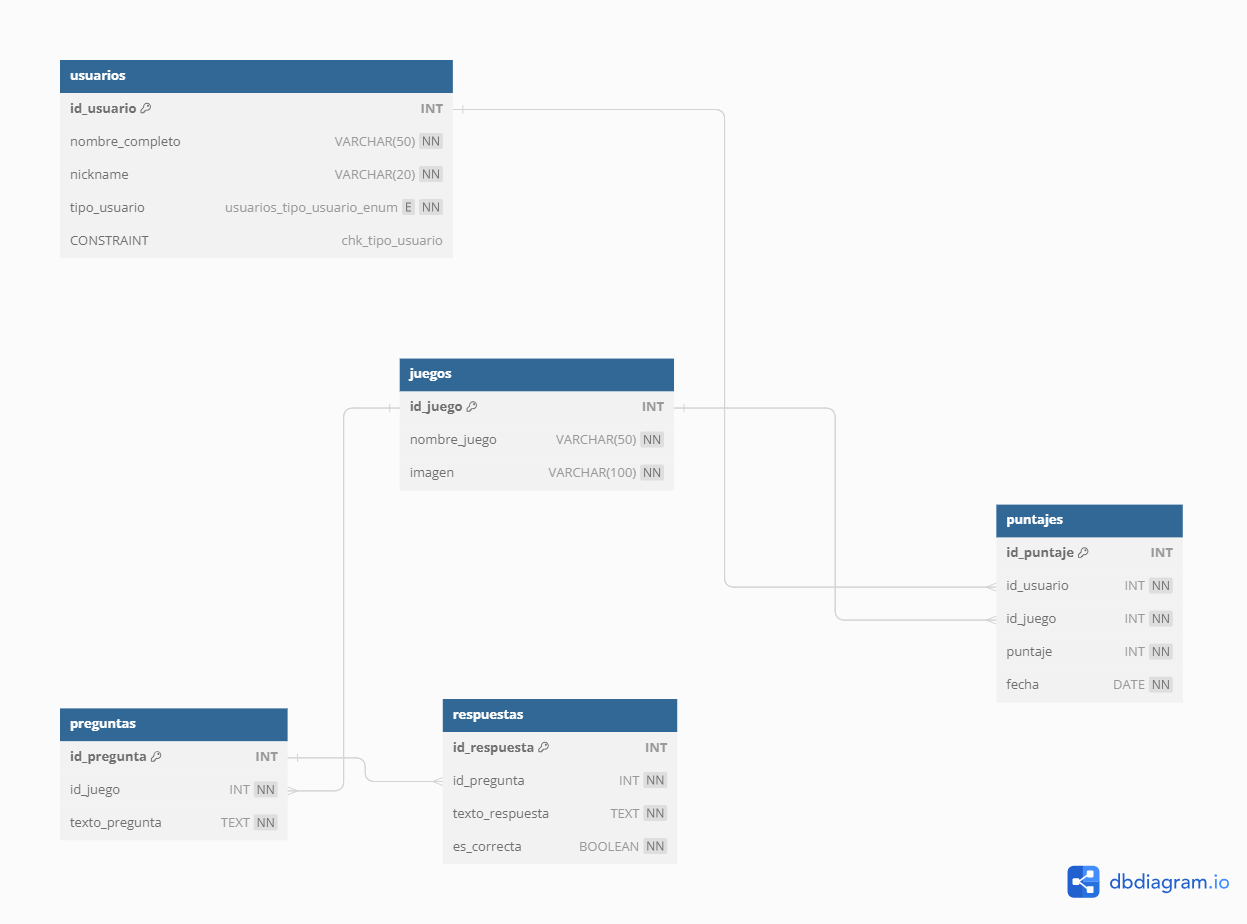 usuarios
id_usuario INT
nombre_completo VARCHAR(50) NN
nickname VARCHAR(20) NN
tipo_usuario usuarios_tipo_usuario_enum E NN
CONSTRAINT chk_tipo_usuario
juegos
id_juego INT
nombre_juego VARCHAR(50) NN
imagen VARCHAR(100) NN
puntajes
id_puntaje INT
id_usuario INT NN
id_juego INT NN
puntaje INT NN
fecha DATE NN
preguntas
id_pregunta INT
id_juego INT NN
texto_pregunta TEXT NN
respuestas
id_respuesta INT
id_pregunta INT NN
texto_respuesta TEXT NN
es_correcta BOOLEAN NN
dbdiagram.io